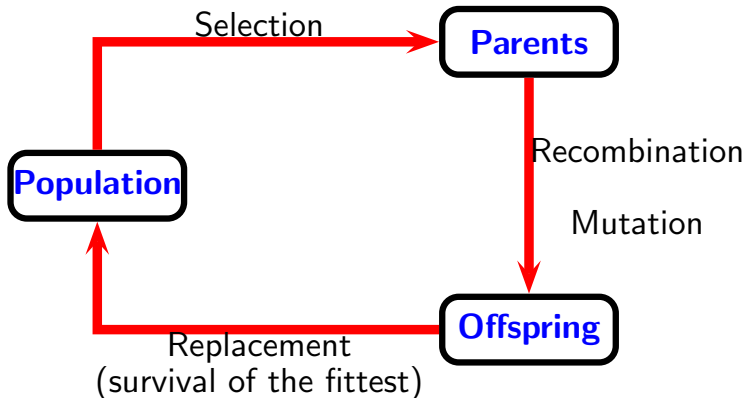 Selection
Parents
Recombination
Population
Mutation
Offspring
Replacement
(survival of the fittest)